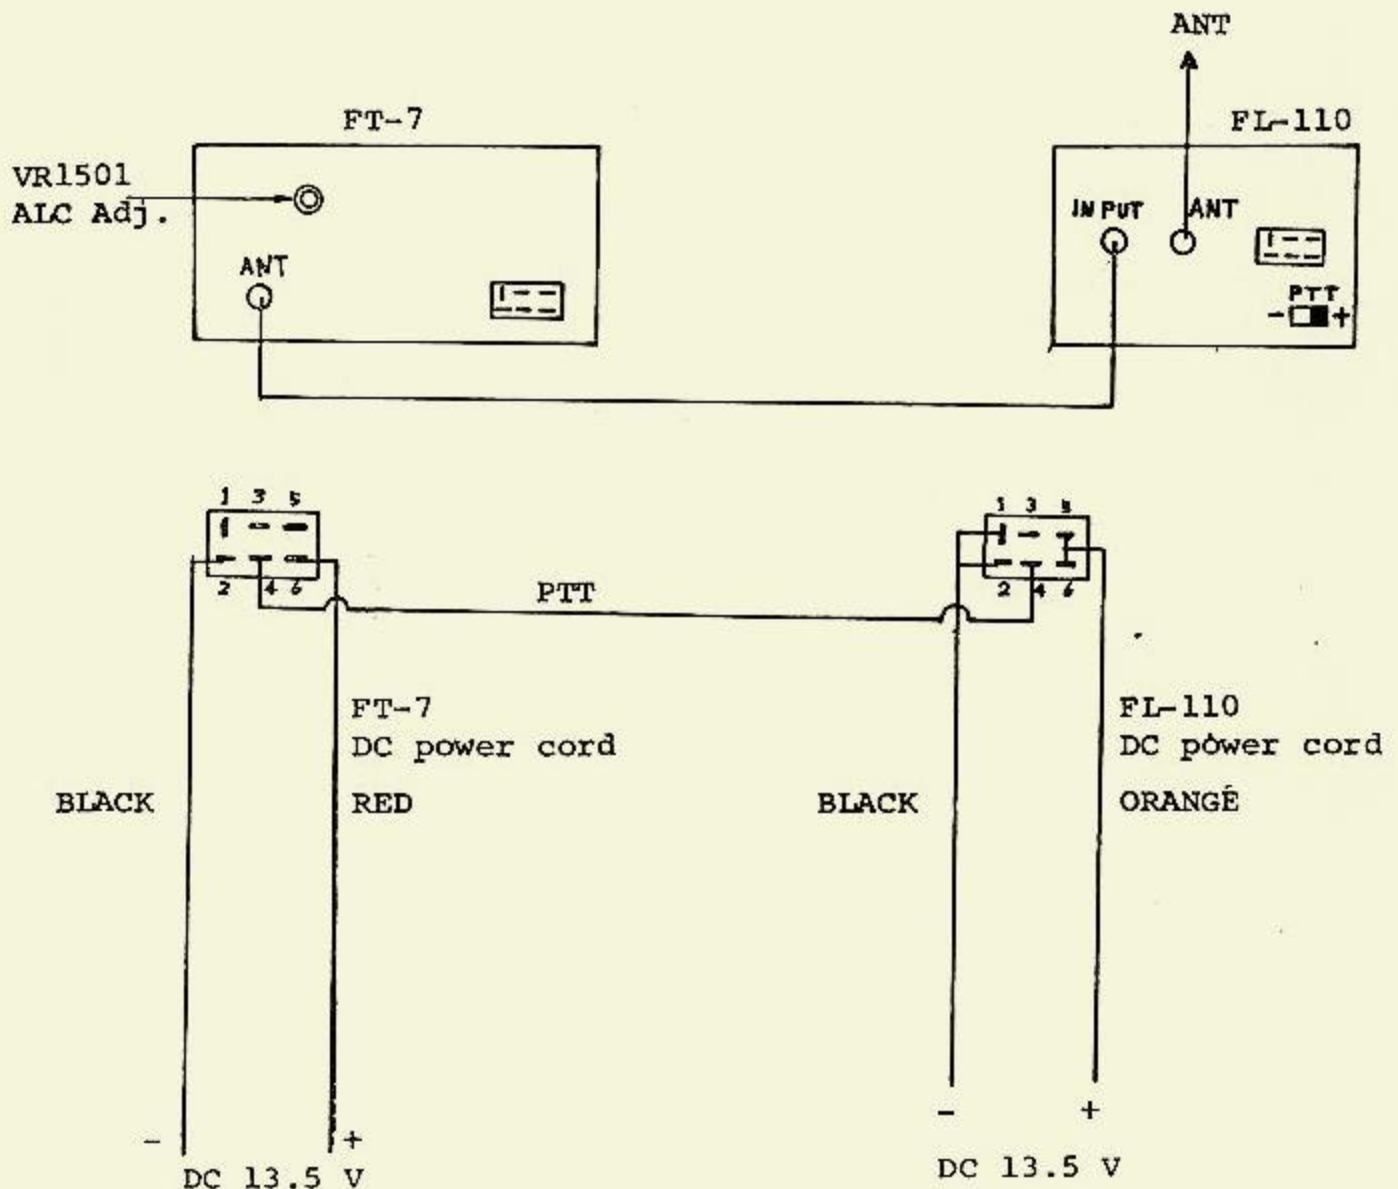 ANT
FT-7
FL-110
VR1501
ALC Adj.
INPUT
ANT
ANT
PTT
- +
1 3 5
2 4 6
1 3 5
2 4 6
PTT
FT-7
DC power cord
FL-110
DC power cord
BLACK
RED
BLACK
ORANGE
- +
DC 13.5 V
- +
DC 13.5 V